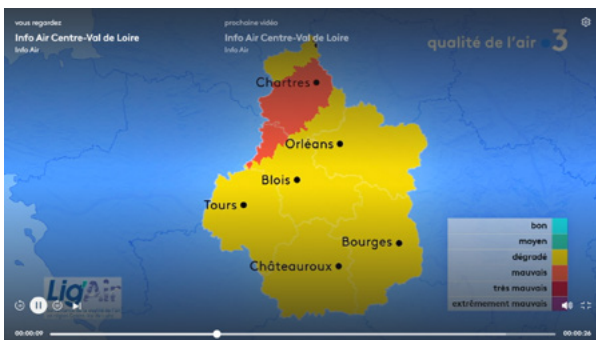 vous regardez
Info Air Centre-Val de Loire
Info Air
prochaine vidéo
Info Air Centre-Val de Loire
Info Air
qualité de l'air 3
Chartres
Orléans
Blois
Tours
Bourges
Châteauroux
bon
moyen
dégradé
mauvais
très mauvais
extrêmement mauvais
Lig'Air
00:00:09
00:00:26